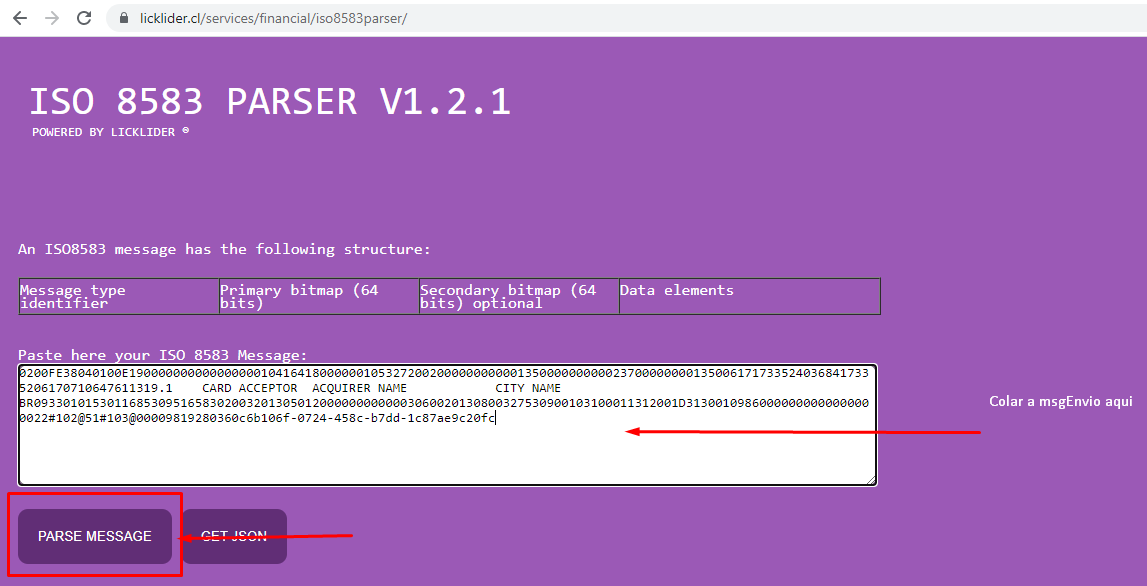 licklider.cl/services/financial/iso8583parser/
ISO 8583 PARSER V1.2.1
POWERED BY LICKLIDER ®
An ISO8583 message has the following structure:
Message type identifier
Primary bitmap (64 bits)
Secondary bitmap (64 bits) optional
Data elements
Paste here your ISO 8583 Message:
5206170710647611319.1    CARD ACCEPTOR  ACQUIRER NAME            CITY NAME
0022#102@51#103@00009819280360c6b106f-0724-458c-b7dd-1c87ae9c20fc
Colar a msgEnvio aqui
PARSE MESSAGE
GET JSON